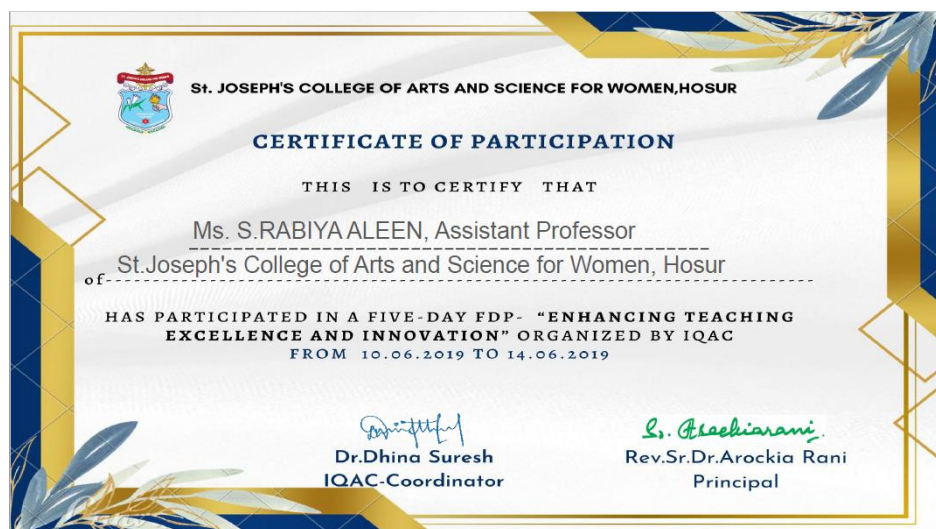 St. JOSEPH'S COLLEGE OF ARTS AND SCIENCE FOR WOMEN,HOSUR
CERTIFICATE OF PARTICIPATION
THIS IS TO CERTIFY THAT
Ms. S.RABIYA ALEEN, Assistant Professor
of St.Joseph's College of Arts and Science for Women, Hosur
HAS PARTICIPATED IN A FIVE-DAY FDP- “ENHANCING TEACHING
EXCELLENCE AND INNOVATION” ORGANIZED BY IQAC
FROM 10.06.2019 TO 14.06.2019
Sr. Arockiarani.
Dr.Dhina Suresh Rev.Sr.Dr.Arockia Rani
IQAC-Coordinator Principal